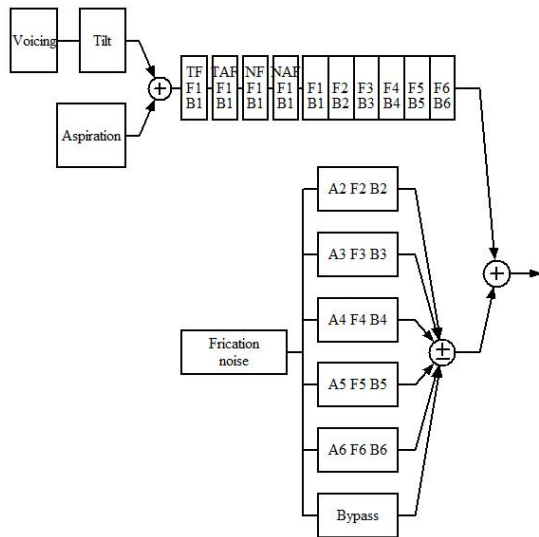 Voicing
Tilt
Aspiration
+
TF
F1
B1
TAF
F1
B1
NF
F1
B1
NAF
F1
B1
F1
B1
F2
B2
F3
B3
F4
B4
F5
B5
F6
B6
A2 F2 B2
A3 F3 B3
+
A4 F4 B4
Frication
noise
±
A5 F5 B5
A6 F6 B6
Bypass